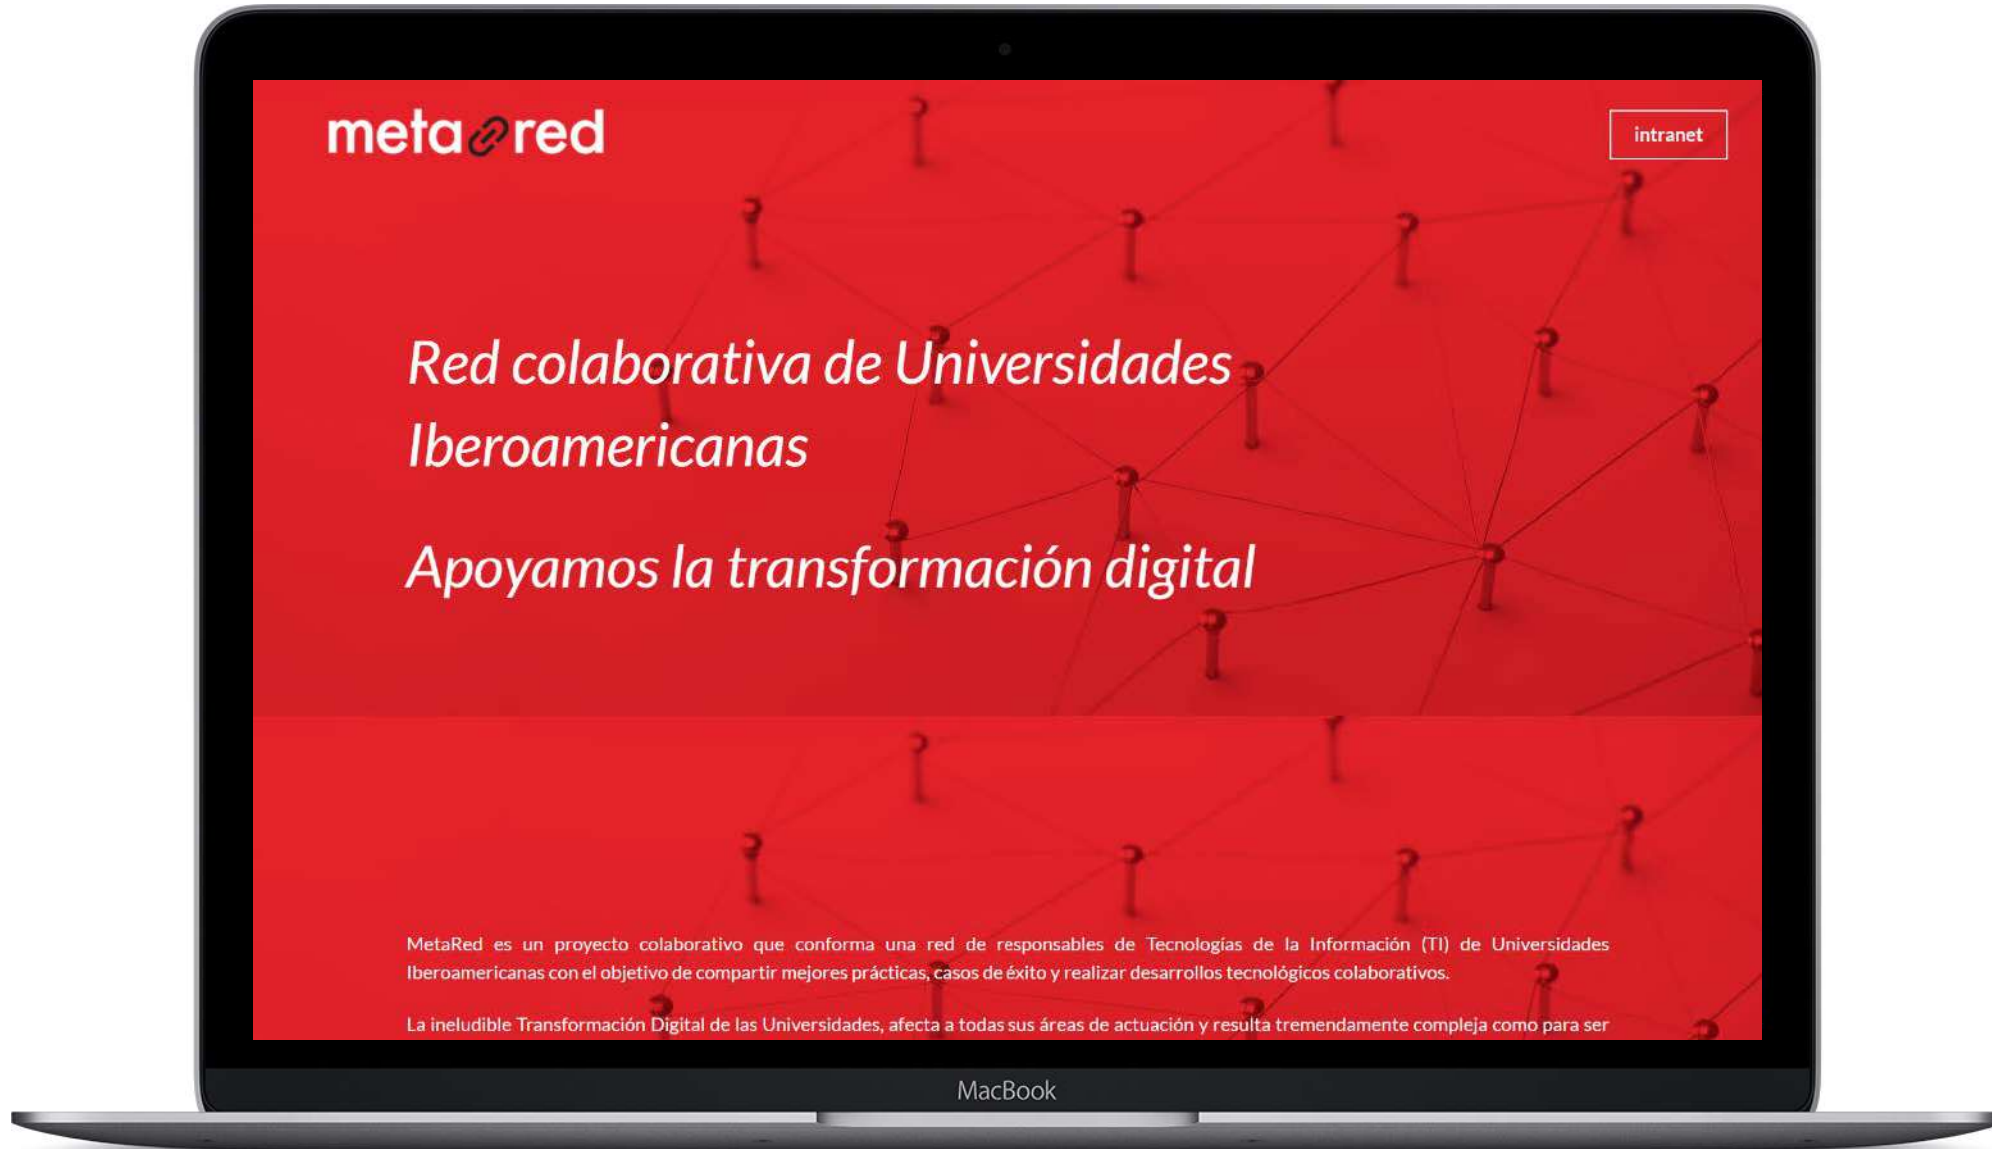 meta red
intranet
Red colaborativa de Universidades
Iberoamericanas
Apoyamos la transformación digital
MetaRed es un proyecto colaborativo que conforma una red de responsables de Tecnologías de la Información (TI) de Universidades
Iberoamericanas con el objetivo de compartir mejores prácticas, casos de éxito y realizar desarrollos tecnológicos colaborativos.
La ineludible Transformación Digital de las Universidades, afecta a todas sus áreas de actuación y resulta tremendamente compleja como para ser
MacBook